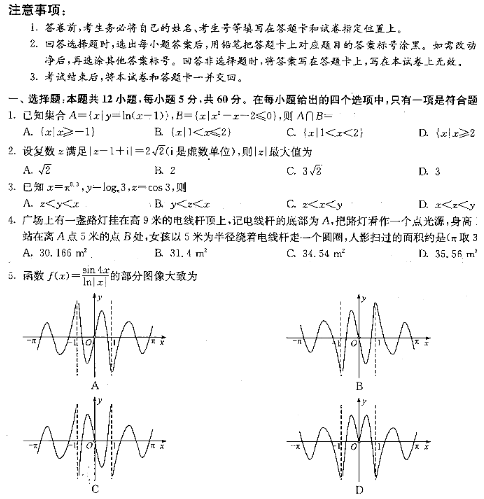 注意事项:
1. 答卷前,考生务必将自己的姓名、考生号等填写在答题卡和试卷指定位置上。
2. 回答选择题时,选出每小题答案后,用铅笔把答题卡上对应题目的答案标号涂黑。如需改动
净后,再选涂其他答案标号。回答非选择题时,将答案写在答题卡上,写在本试卷上无效。
3. 考试结束后,将本试卷和答题卡一并交回。
一、选择题:本题共12小题,每小题5分,共60分。在每小题给出的四个选项中,只有一项是符合题
1. 已知集合A={x|y=ln(x-1)},B={x|x²-x-2≤0},则A∩B=
A. {x|x≥-1} B. {x|1<x≤2} C. {x|1<x<2} D. {x|x≥2
2. 设复数z满足|z-1+i|=2√2(i是虚数单位),则|z|最大值为
A. √2 B. 2 C. 3√2 D. 3
3. 已知x=π^0.3,y=log_π3,z=cos 3,则
A. z<y<x B. y<z<x C. z<x<y D. x<z<y
4. 广场上有一盏路灯挂在高9米的电线杆顶上,记电线杆的底部为A,把路灯看作一个点光源,身高
站在离A点5米的点B处,女孩以5米为半径绕着电线杆走一个圆圈,人影扫过的面积约是(π取3
A. 30.166 m² B. 31.4 m² C. 34.54 m² D. 35.56 m²
5. 函数f(x)=sin 4x/ln|x|的部分图像大致为
y y
-π -1 O 1 π x -π -1 O 1 π x
A B
y y
-π -1 O 1 π x -π -1 O 1 π x
C D